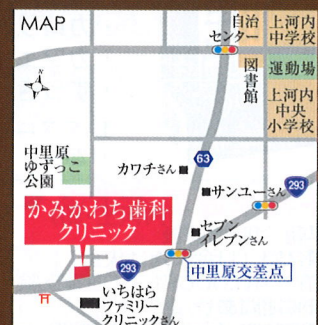 MAP
自治
センター
上河内
中学校
図書館
運動場
上河内
中央
小学校
N
中里原
ゆずっこ
公園
カワチさん
63
サンユーさん
293
かみかわち歯科
クリニック
セブン
イレブンさん
中里原交差点
293
いちはら
ファミリー
クリニックさん